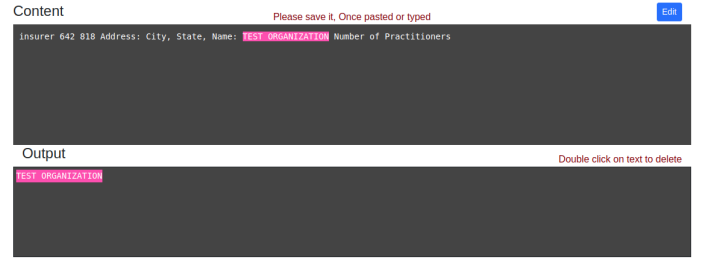 Content
Please save it, Once pasted or typed
Edit
insurer 642 818 Address: City, State, Name: TEST ORGANIZATION Number of Practitioners
Output
Double click on text to delete
TEST ORGANIZATION